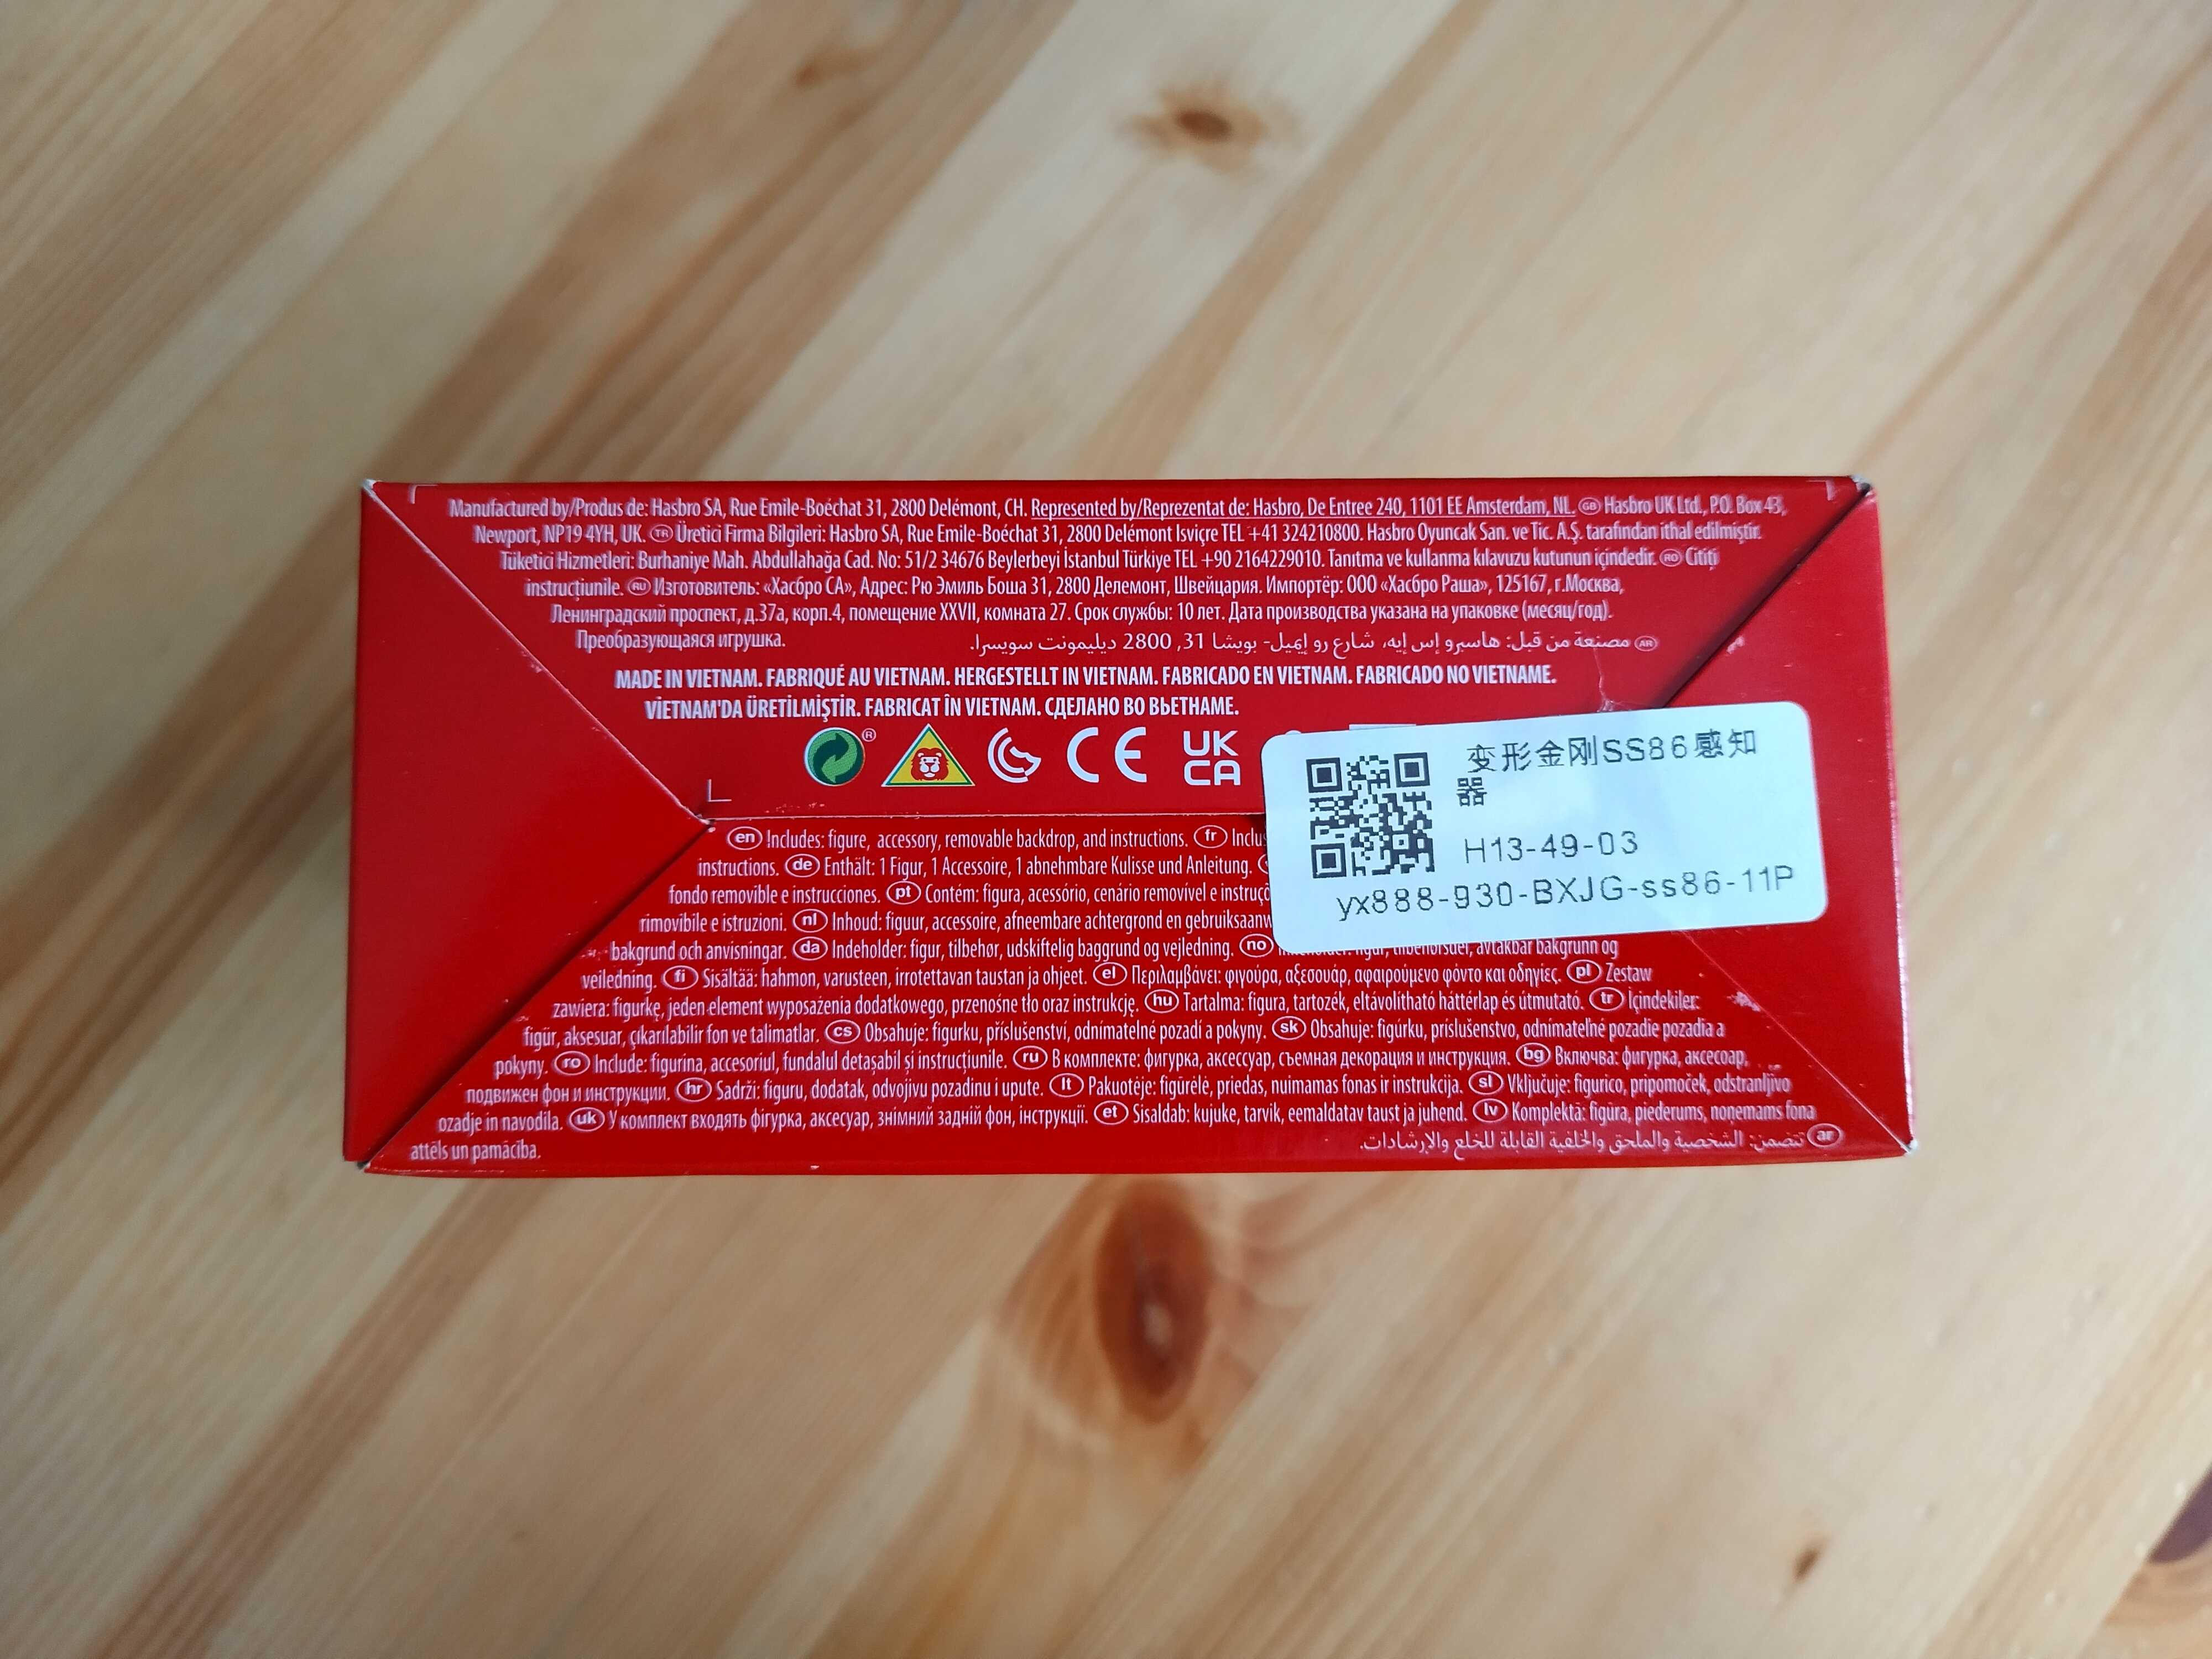 Manufactured by/Produs de: Hasbro SA, Rue Emile-Boéchat 31, 2800 Delémont, CH. Represented by/Reprezentat de: Hasbro, De Entree 240, 1101 EE Amsterdam, NL. GB Hasbro UK Ltd., P.O. Box 43,
Newport, NP19 4YH, UK. TR Üretici Firma Bilgileri: Hasbro SA, Rue Emile-Boéchat 31, 2800 Delémont Isviçre TEL +41 324210800. Hasbro Oyuncak San. ve Tic. A.Ş. tarafından ithal edilmiştir.
Tüketici Hizmetleri: Burhaniye Mah. Abdullahağa Cad. No: 51/2 34676 Beylerbeyi İstanbul Türkiye TEL +90 2164229010. Tanıtma ve kullanma kılavuzu kutunun içindedir. RO Citiți
instrucțiunile. RU Изготовитель: «Хасбро СА», Адрес: Рю Эмиль Боша 31, 2800 Делемонт, Швейцария. Импортёр: ООО «Хасбро Раша», 125167, г.Москва,
Ленинградский проспект, д.37а, корп.4, помещение XXVII, комната 27. Срок службы: 10 лет. Дата производства указана на упаковке (месяц/год).
Преобразующаяся игрушка.
AR مصنعة من قبل: هاسبرو إس إيه، شارع رو إيميل- بويشا 31, 2800 ديليمونت سويسرا.
MADE IN VIETNAM. FABRIQUÉ AU VIETNAM. HERGESTELLT IN VIETNAM. FABRICADO EN VIETNAM. FABRICADO NO VIETNAME.
VİETNAM'DA ÜRETİLMİŞTİR. FABRICAT ÎN VIETNAM. СДЕЛАНО ВО ВЬЕТНАМЕ.
® CE UK CA
变形金刚SS86感知
器
H13-49-03
yx888-930-BXJG-ss86-11P
en Includes: figure, accessory, removable backdrop, and instructions. fr
instructions. de Enthält: 1 Figur, 1 Accessoire, 1 abnehmbare Kulisse und Anleitung.
fondo removible e instrucciones. pt Contém: figura, acessório, cenário removível e
rimovibile e istruzioni. nl Inhoud: figuur, accessoire, afneembare achtergrond en
bakgrund och anvisningar. da Indeholder: figur, tilbehør, udskiftelig baggrund og vejledning. no avtakbar bakgrunn og
veiledning. fi Sisältää: hahmon, varusteen, irrotettavan taustan ja ohjeet. el Περιλαμβάνει: φιγούρα, αξεσουάρ, αφαιρούμενο φόντο και οδηγίες. pl Zestaw
zawiera: figurkę, jeden element wyposażenia dodatkowego, przenośne tło oraz instrukcję. hu Tartalma: figura, tartozék, eltávolítható háttérlap és útmutató. tr İçindekiler:
figür, aksesuar, çıkarılabilir fon ve talimatlar. cs Obsahuje: figurku, příslušenství, odnímatelné pozadí a pokyny. sk Obsahuje: figúrku, príslušenstvo, odnímateľné pozadie pozadia a
pokyny. ro Include: figurina, accesoriul, fundalul detașabil și instrucțiunile. ru В комплекте: фигурка, аксессуар, съемная декорация и инструкция. bg Включва: фигурка, аксесоар,
подвижен фон и инструкции. hr Sadrži: figuru, dodatak, odvojivu pozadinu i upute. lt Pakuotėje: figūrėlė, priedas, nuimamas fonas ir instrukcija. sl Vključuje: figurico, pripomoček, odstranljivo
ozadje in navodila. uk У комплект входять фігурка, аксесуар, знімний задній фон, інструкції. et Sisaldab: kujuke, tarvik, eemaldatav taust ja juhend. lv Komplektā: figūra, piederums, noņemams fona
attēls un pamācība.
ar تتضمن: الشخصية والملحق والخلفية القابلة للخلع والإرشادات.